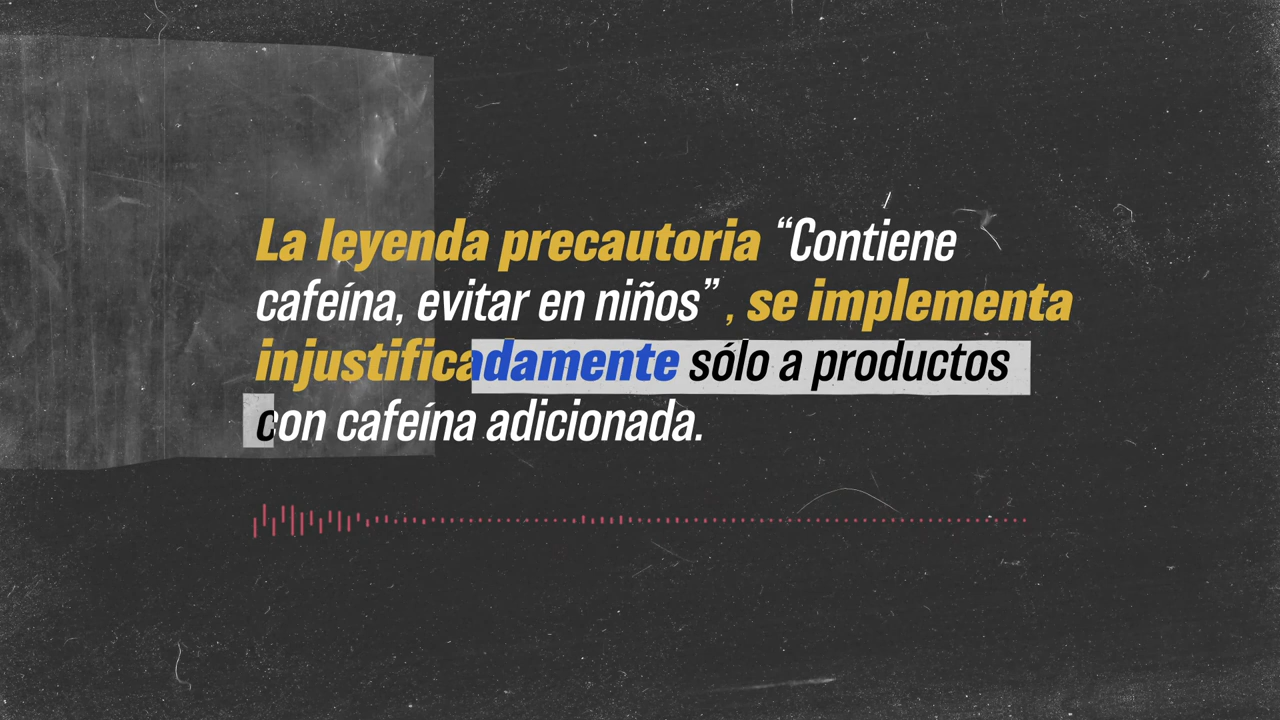 La leyenda precautoria “Contiene
cafeína, evitar en niños” , se implementa
injustificadamente sólo a productos
con cafeína adicionada.